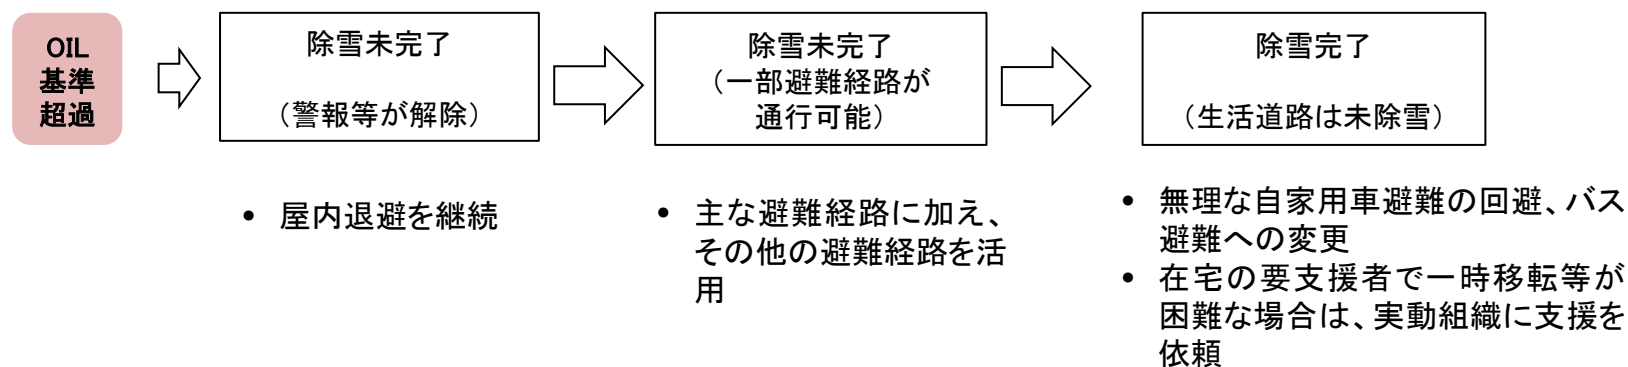 OIL
基準
超過
除雪未完了
（警報等が解除）
除雪未完了
（一部避難経路が
通行可能）
除雪完了
（生活道路は未除雪）
• 屋内退避を継続
• 主な避難経路に加え、
その他の避難経路を活
用
• 無理な自家用車避難の回避、バス
避難への変更
• 在宅の要支援者で一時移転等が
困難な場合は、実動組織に支援を
依頼